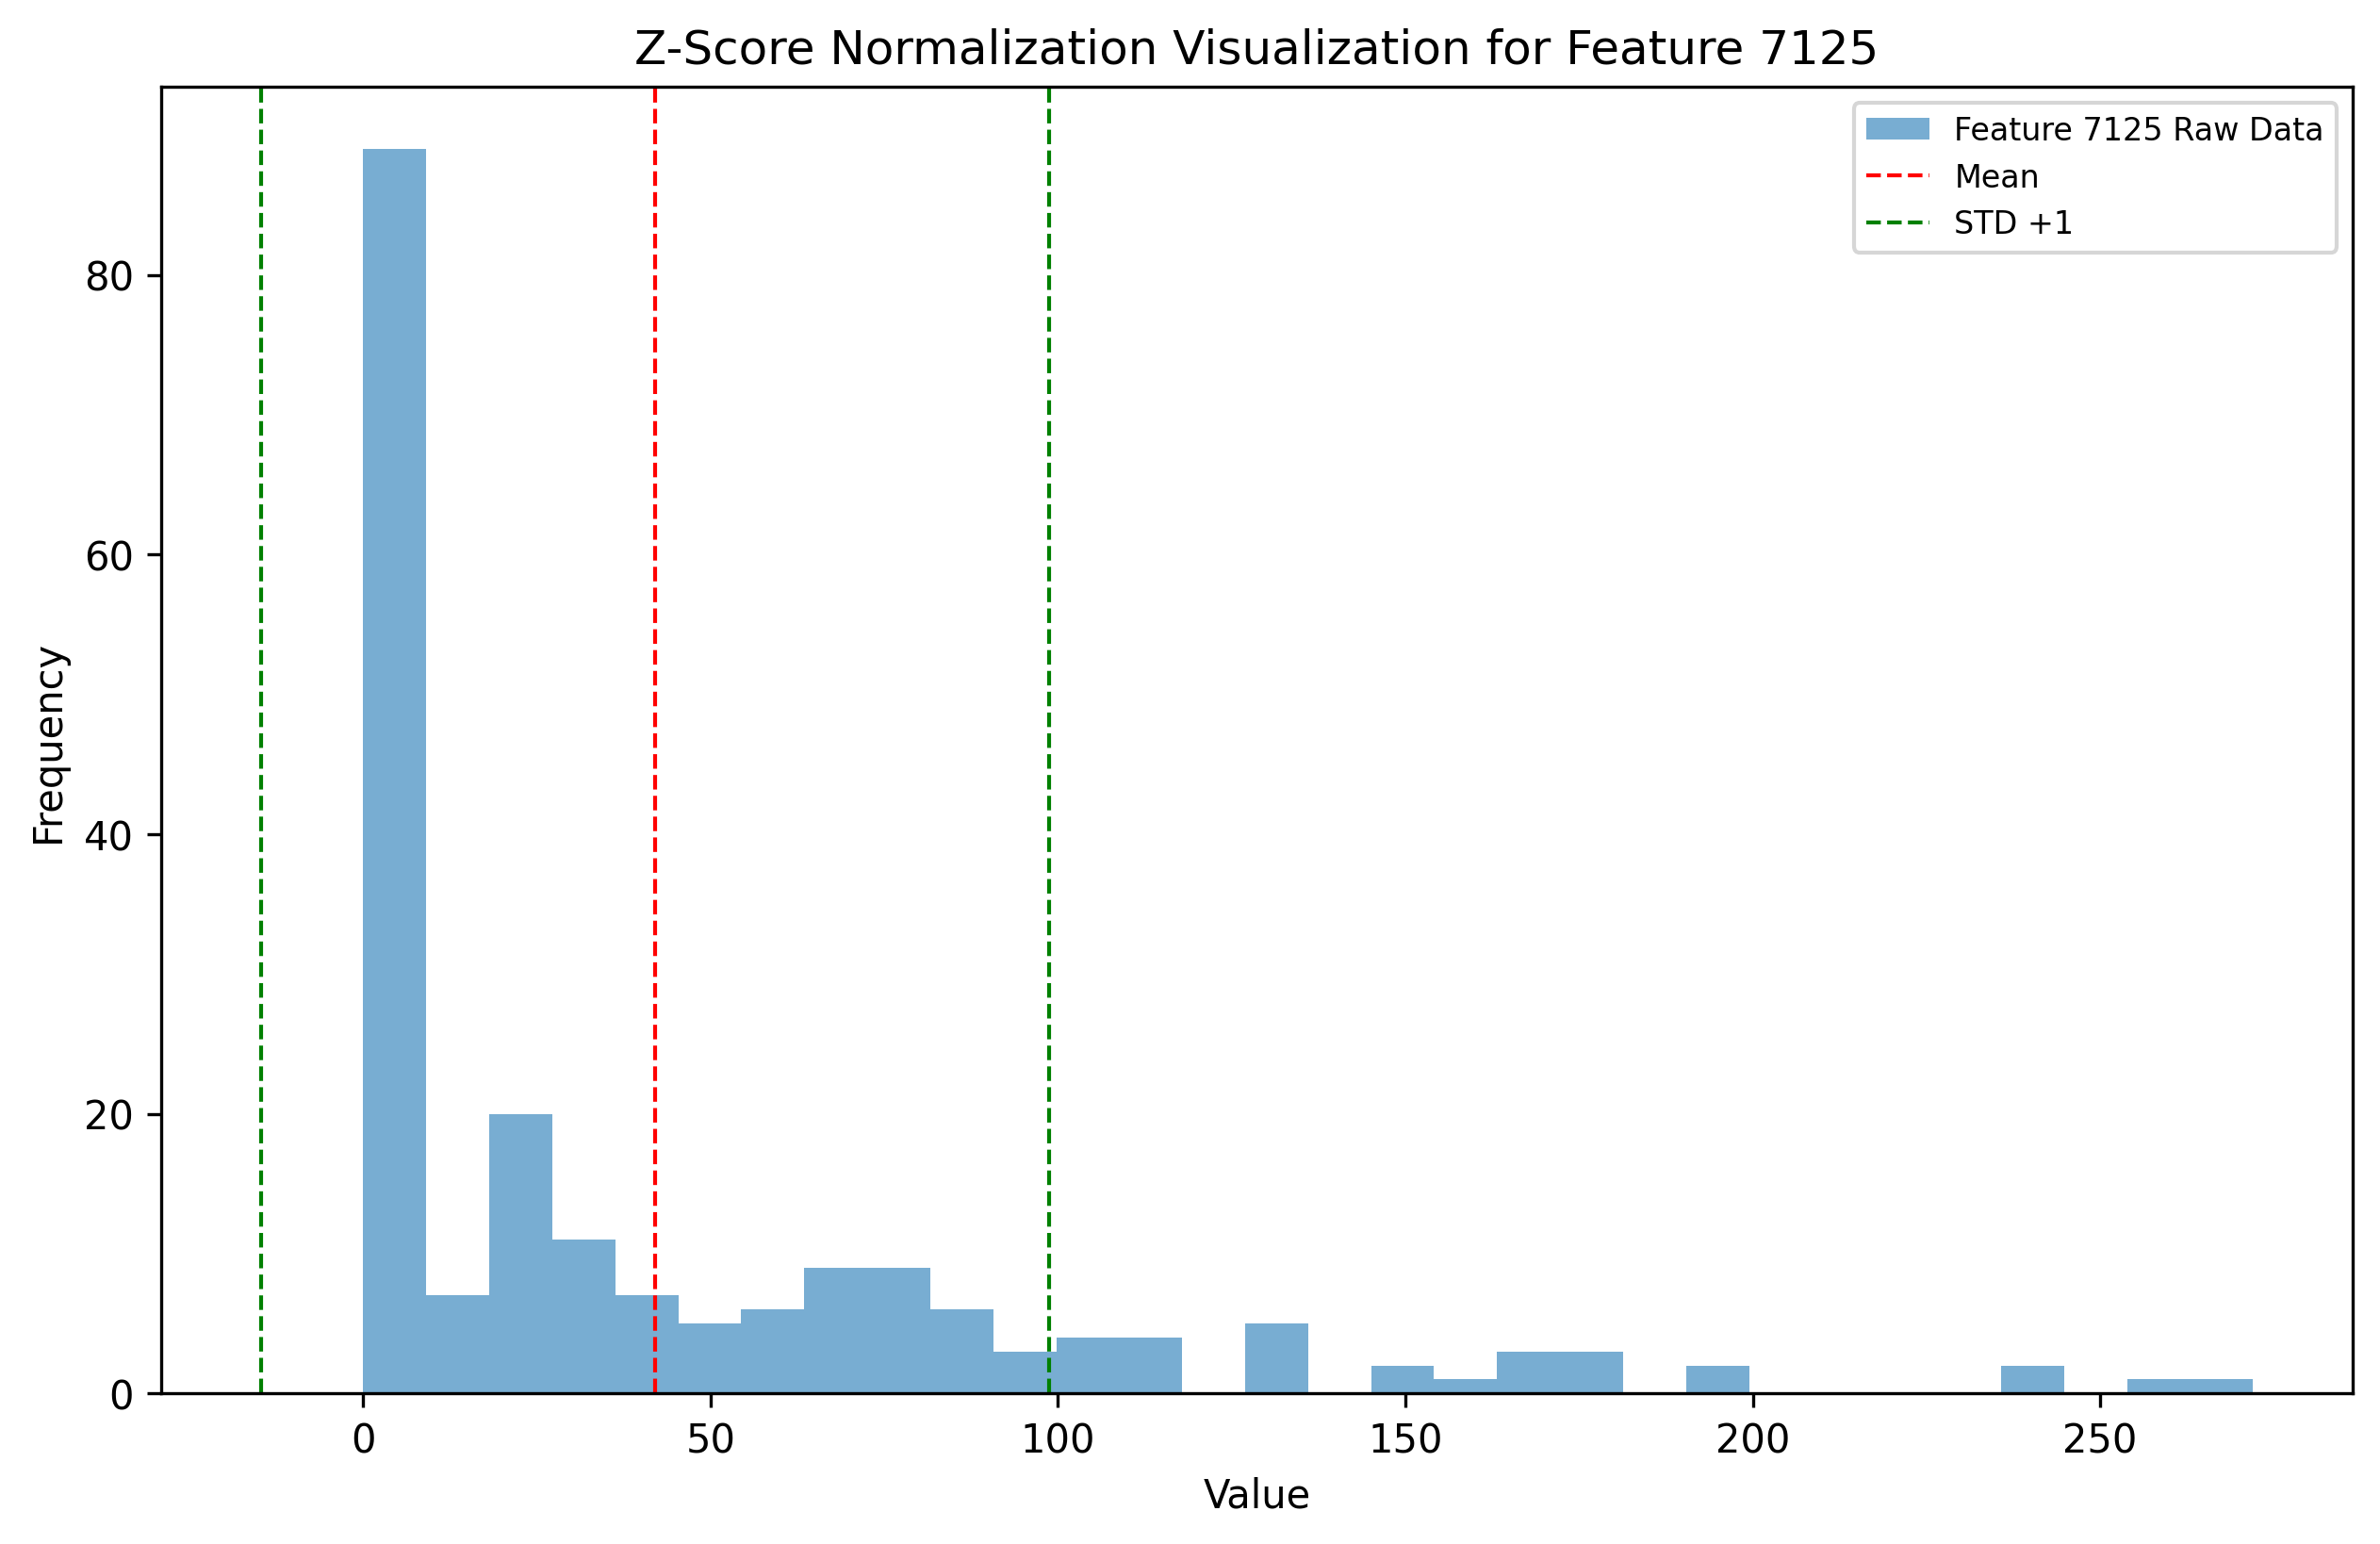 Z-Score Normalization Visualization for Feature 7125
Feature 7125 Raw Data
Mean
STD +1
Frequency
80
60
40
20
0
0 50 100 150 200 250
Value